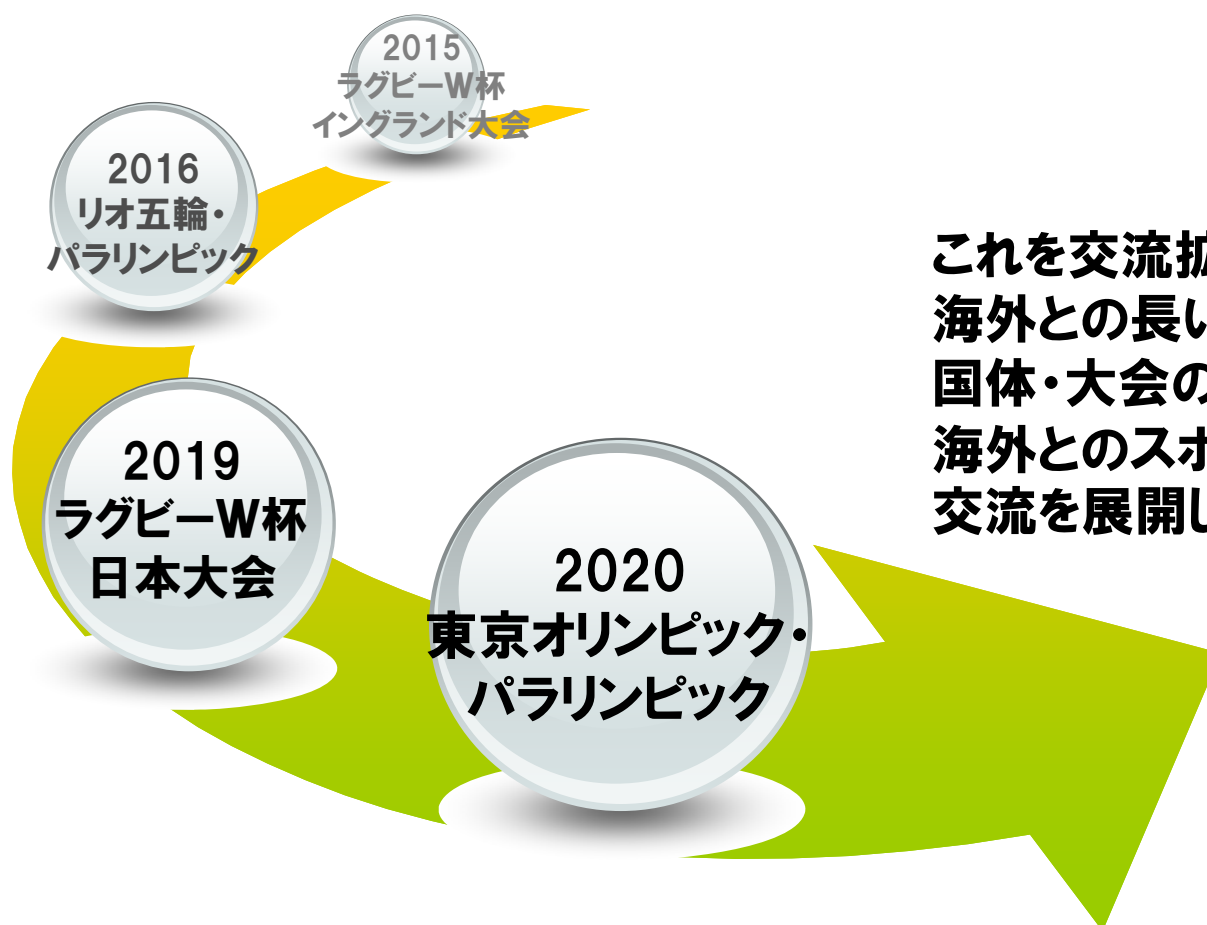 2015
ラグビーW杯
イングランド大会
2016
リオ五輪・
パラリンピック
2019
ラグビーW杯
日本大会
2020
東京オリンピック・
パラリンピック
これを交流拡
海外との長い
国体・大会の
海外とのスポ
交流を展開し